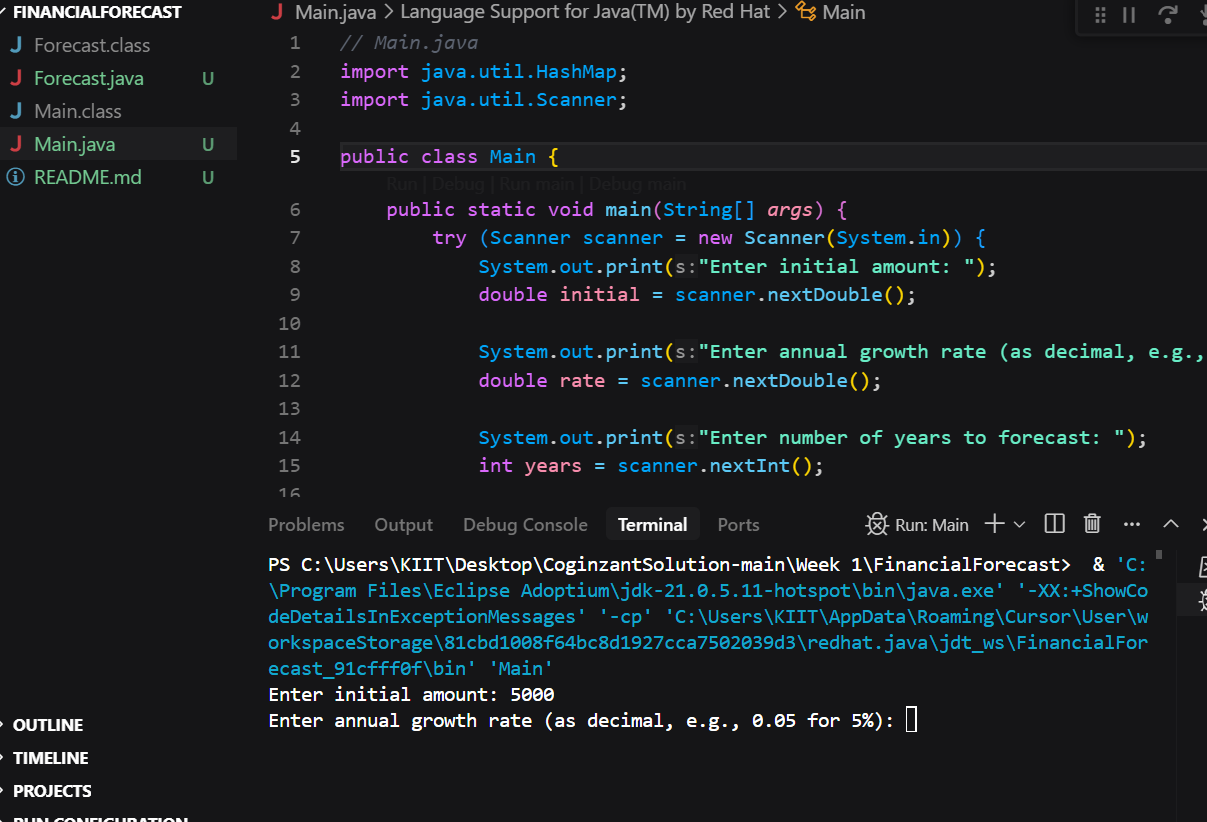 FINANCIALFORECAST
J Forecast.class
J Forecast.java U
J Main.class
J Main.java U
README.md U
OUTLINE
TIMELINE
PROJECTS
RUN CONFIGURATION
J Main.java > Language Support for Java(TM) by Red Hat > Main
1 // Main.java
2 import java.util.HashMap;
3 import java.util.Scanner;
4
5 public class Main {
Run | Debug | Run main | Debug main
6 public static void main(String[] args) {
7 try (Scanner scanner = new Scanner(System.in)) {
8 System.out.print(s:"Enter initial amount: ");
9 double initial = scanner.nextDouble();
10
11 System.out.print(s:"Enter annual growth rate (as decimal, e.g.,
12 double rate = scanner.nextDouble();
13
14 System.out.print(s:"Enter number of years to forecast: ");
15 int years = scanner.nextInt();
16
Problems Output Debug Console Terminal Ports Run: Main
PS C:\Users\KIIT\Desktop\CoginzantSolution-main\Week 1\FinancialForecast> & 'C:
\Program Files\Eclipse Adoptium\jdk-21.0.5.11-hotspot\bin\java.exe' '-XX:+ShowCo
deDetailsInExceptionMessages' '-cp' 'C:\Users\KIIT\AppData\Roaming\Cursor\User\w
orkspaceStorage\81cbd1008f64bc8d1927cca7502039d3\redhat.java\jdt_ws\FinancialFor
ecast_91cfff0f\bin' 'Main'
Enter initial amount: 5000
Enter annual growth rate (as decimal, e.g., 0.05 for 5%):